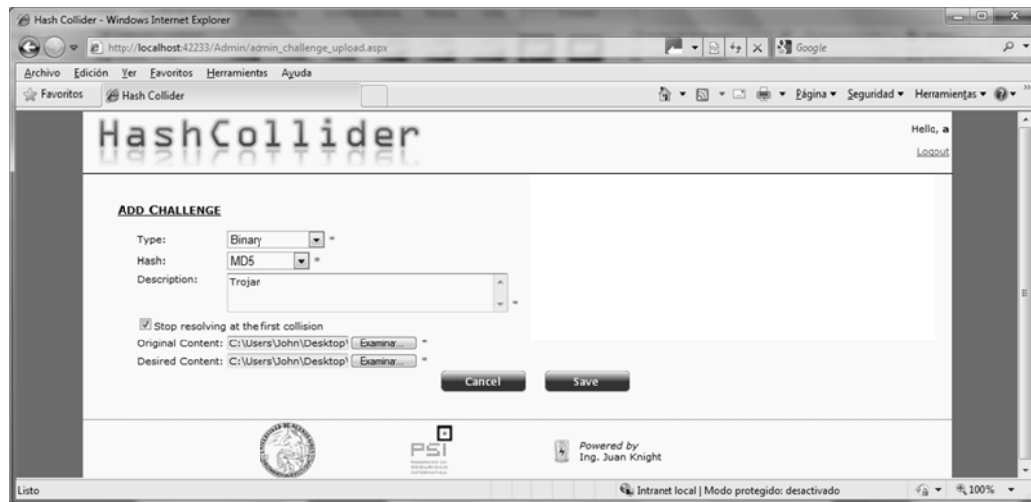 Hash Collider - Windows Internet Explorer
http://localhost:42233/Admin/admin_challenge_upload.aspx
Google
Archivo Edición Ver Favoritos Herramientas Ayuda
Favoritos Hash Collider Página Seguridad Herramientas
HashCollider
Hello, a
Logout
ADD CHALLENGE
Type: Binary *
Hash: MD5 *
Description: Trojar
*
Stop resolving at the first collision
Original Content: C:\Users\John\Desktop\ Examinar... *
Desired Content: C:\Users\John\Desktop\ Examinar... *
Cancel Save
PSI
Powered by
Ing. Juan Knight
Listo Intranet local | Modo protegido: desactivado 100%